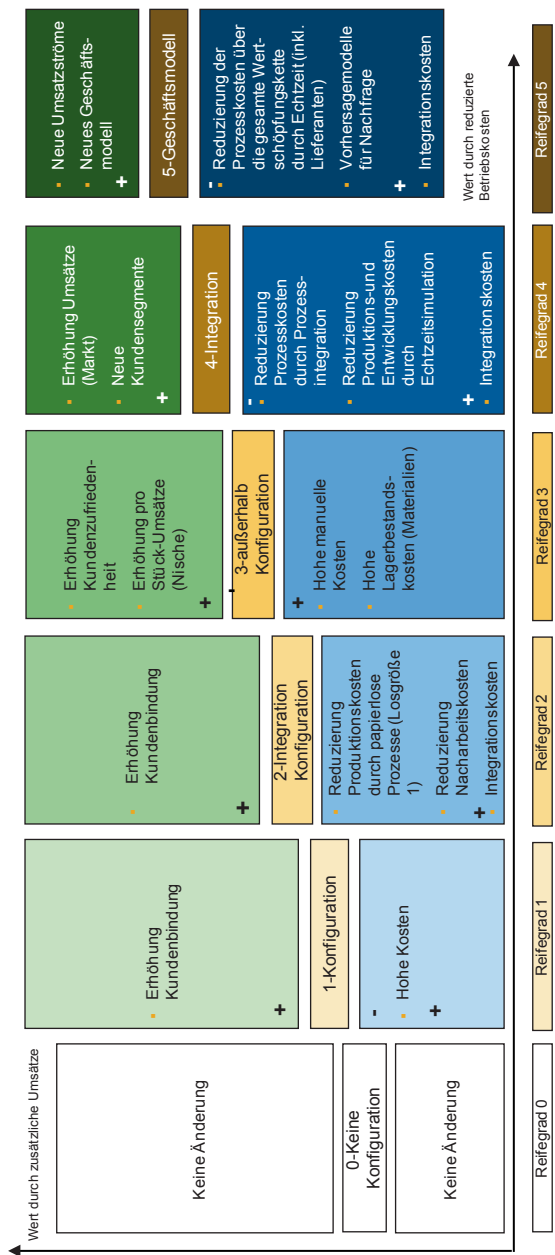 Wert durch zusätzliche Umsätze
Keine Änderung
0-Keine
Konfiguration
Keine Änderung
Reifegrad 0
▪ Erhöhung
Kundenbindung
+
1-Konfiguration
-
▪ Hohe Kosten
+
Reifegrad 1
▪ Erhöhung
Kundenbindung
+
2-Integration
Konfiguration
▪ Reduzierung
Produktionskosten
durch papierlose
Prozesse (Losgröße
1)
▪ Reduzierung
Nacharbeitskosten
+
▪ Integrationskosten
Reifegrad 2
▪ Erhöhung
Kundenzufrieden-
heit
▪ Erhöhung pro
Stück-Umsätze
(Nische)
+
-
3-außerhalb
Konfiguration
+
▪ Hohe manuelle
Kosten
▪ Hohe
Lagerbestands-
kosten (Materialien)
Reifegrad 3
▪ Erhöhung Umsätze
(Markt)
▪ Neue
Kundensegmente
+
4-Integration
-
▪ Reduzierung
Prozesskosten
durch Prozess-
integration
▪ Reduzierung
Produktions-und
Entwicklungskosten
durch
Echtzeitsimulation
+
▪ Integrationskosten
Reifegrad 4
▪ Neue Umsatzströme
▪ Neues Geschäfts-
modell
+
5-Geschäftsmodell
-
▪ Reduzierung der
Prozesskosten über
die gesamte Wert-
schöpfungskette
durch Echtzeit (inkl.
Lieferanten)
▪ Vorhersagemodelle
für Nachfrage
+
▪ Integrationskosten
Wert durch reduzierte
Betriebskosten
Reifegrad 5